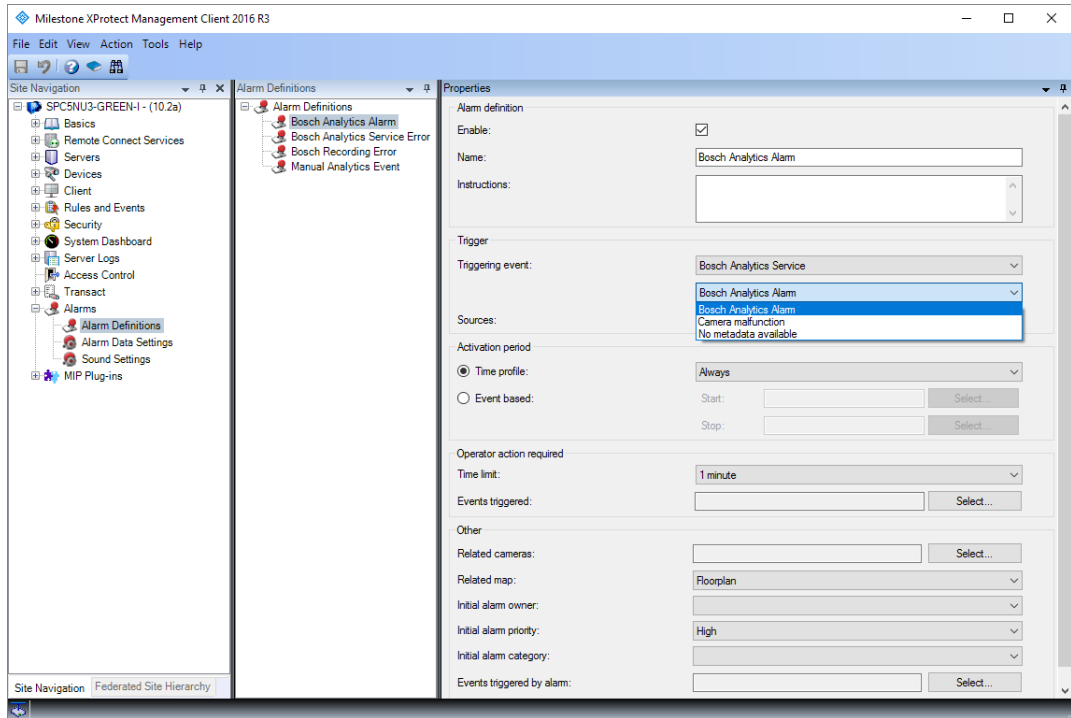 Milestone XProtect Management Client 2016 R3
File Edit View Action Tools Help
Site Navigation
SPC5NU3-GREEN-I - (10.2a)
Basics
Remote Connect Services
Servers
Devices
Client
Rules and Events
Security
System Dashboard
Server Logs
Access Control
Transact
Alarms
Alarm Definitions
Alarm Data Settings
Sound Settings
MIP Plug-ins
Site Navigation Federated Site Hierarchy
Alarm Definitions
Alarm Definitions
Bosch Analytics Alarm
Bosch Analytics Service Error
Bosch Recording Error
Manual Analytics Event
Properties
Alarm definition
Enable:
Name: Bosch Analytics Alarm
Instructions:
Trigger
Triggering event: Bosch Analytics Service
Bosch Analytics Alarm
Bosch Analytics Alarm
Camera malfunction
No metadata available
Sources:
Activation period
Time profile: Always
Event based: Start: Select...
Stop: Select...
Operator action required
Time limit: 1 minute
Events triggered: Select...
Other
Related cameras: Select...
Related map: Floorplan
Initial alarm owner:
Initial alarm priority: High
Initial alarm category:
Events triggered by alarm: Select...